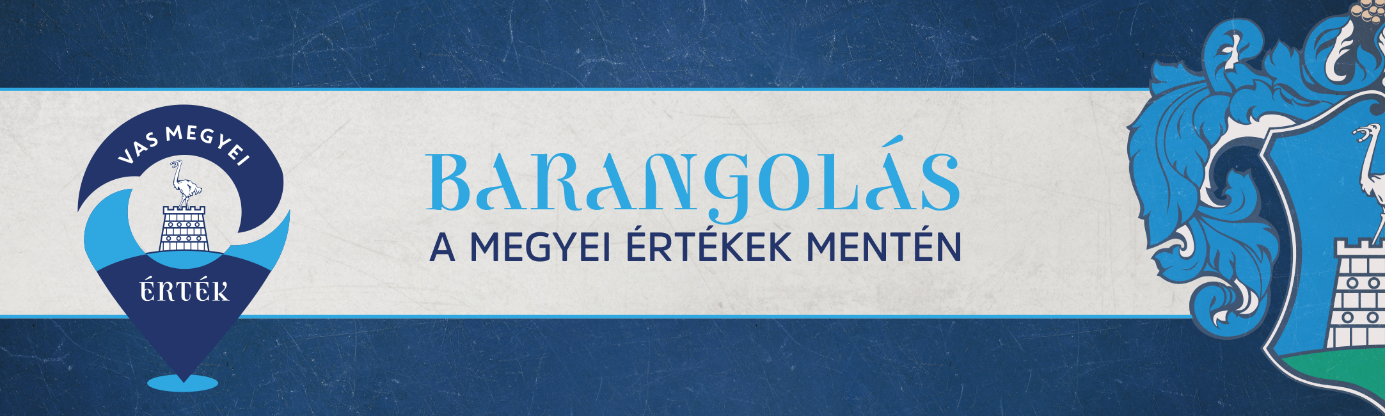 VAS MEGYEI
ÉRTÉK
BARANGOLÁS
A MEGYEI ÉRTÉKEK MENTÉN